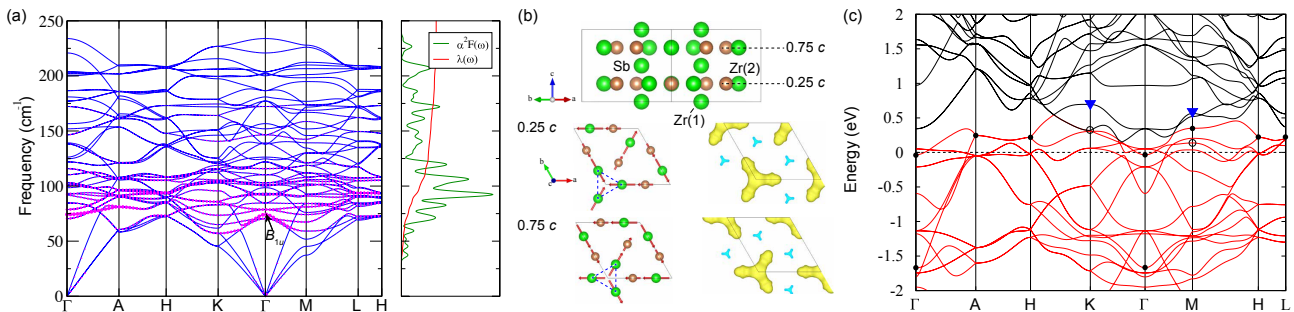 (a)
250
200
150
100
50
0
Frequency (cm⁻¹)
Γ A H K Γ M L H
B₁ᵤ
α²F(ω)
λ(ω)
(b)
0.75 c
Sb
Zr(2)
0.25 c
Zr(1)
c
b
a
0.25 c
b
c
a
0.75 c
(c)
2
1.5
1
0.5
0
-0.5
-1
-1.5
-2
Energy (eV)
Γ A H K Γ M H L